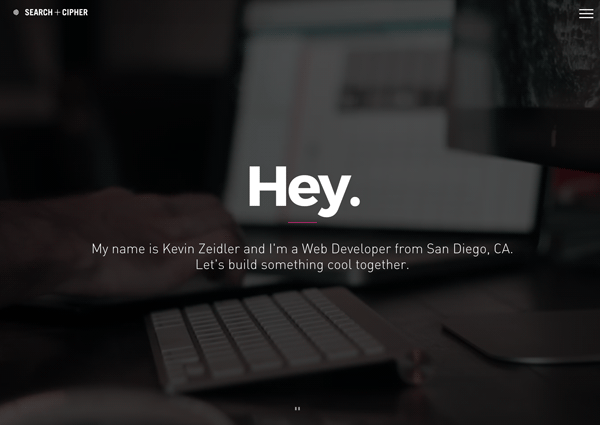 SEARCH+CIPHER
Hey.
My name is Kevin Zeidler and I'm a Web Developer from San Diego, CA.
Let's build something cool together.